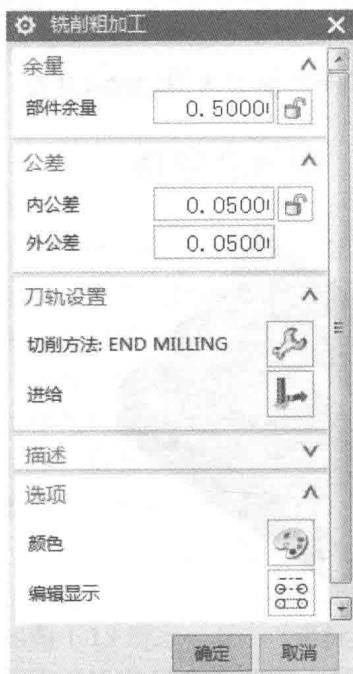 铣削粗加工
余量
部件余量 0.5000
公差
内公差 0.0500
外公差 0.0500
刀轨设置
切削方法: END MILLING
进给
描述
选项
颜色
编辑显示
确定 取消